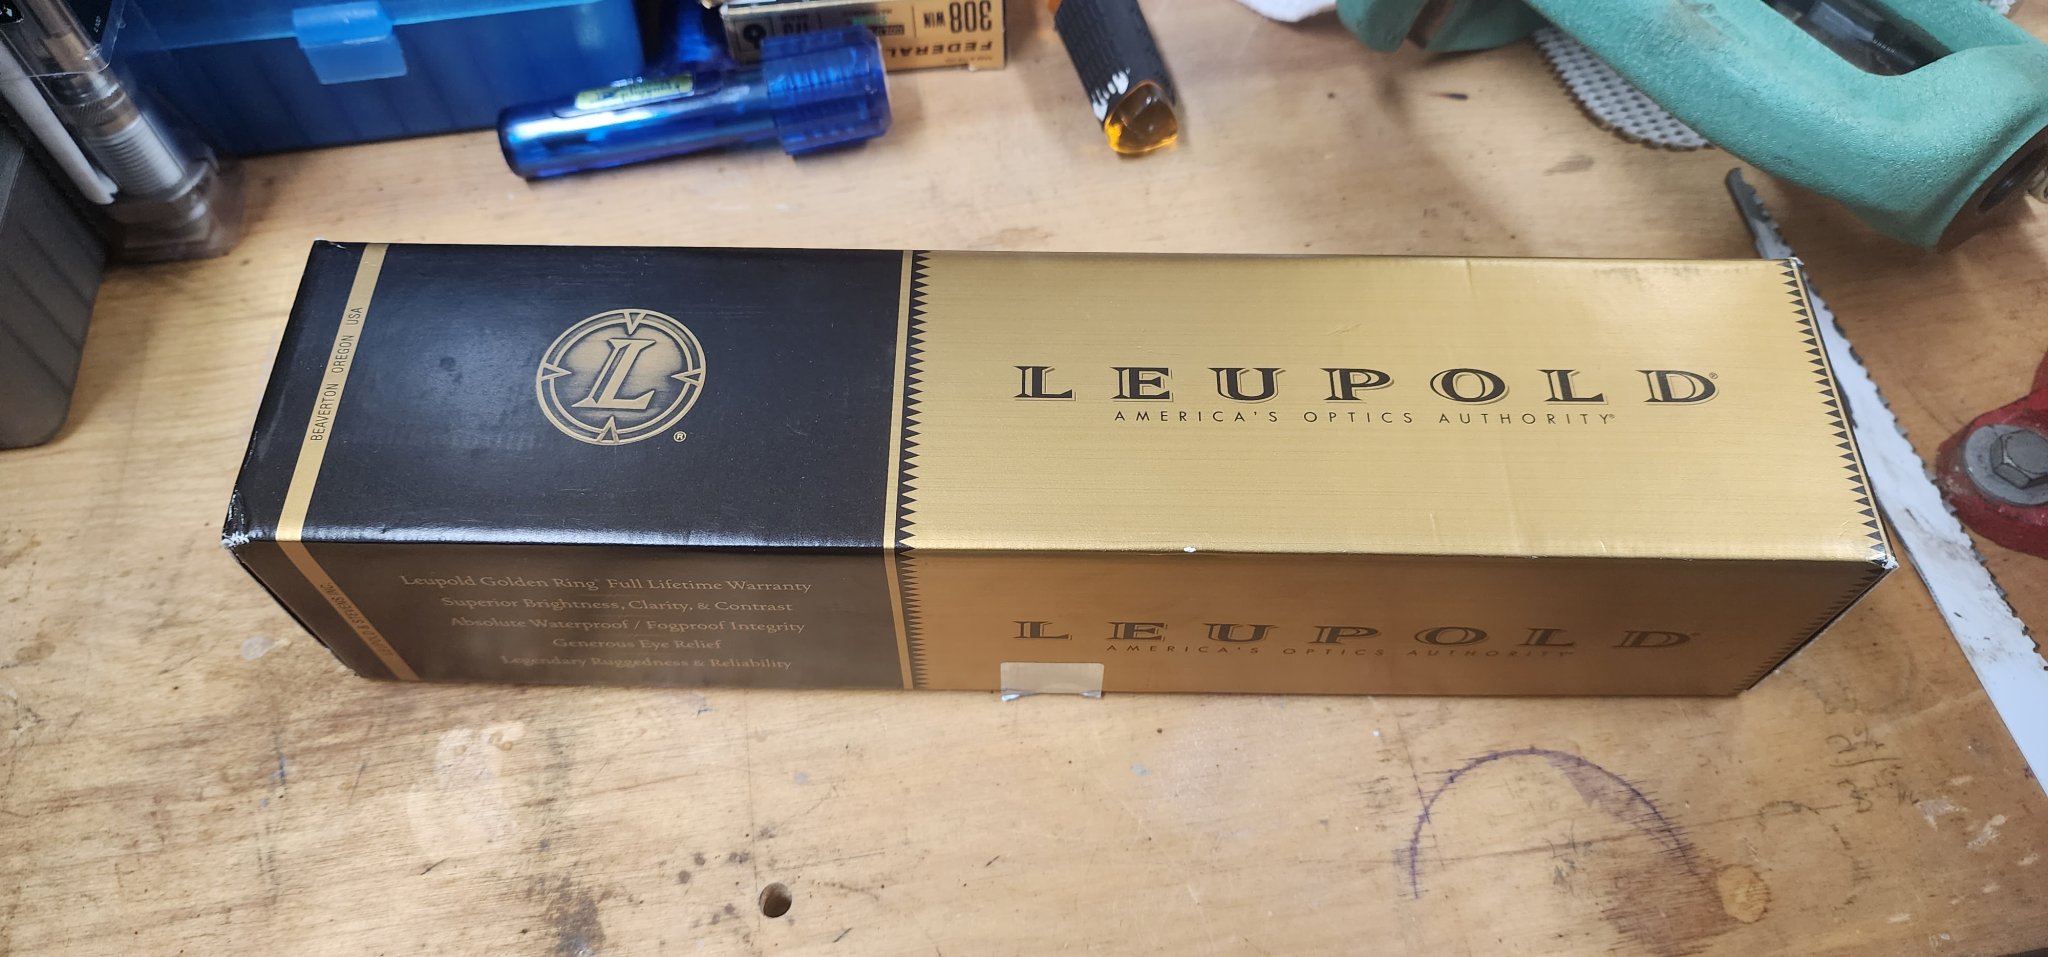 308 WIN
FEDERAL
BEAVERTON OREGON USA
L
®
LEUPOLD®
AMERICA'S OPTICS AUTHORITY®
Leupold Golden Ring® Full Lifetime Warranty
Superior Brightness, Clarity, & Contrast
Absolute Waterproof / Fogproof Integrity
Generous Eye Relief
Legendary Ruggedness & Reliability
LEUPOLD®
AMERICA'S OPTICS AUTHORITY®